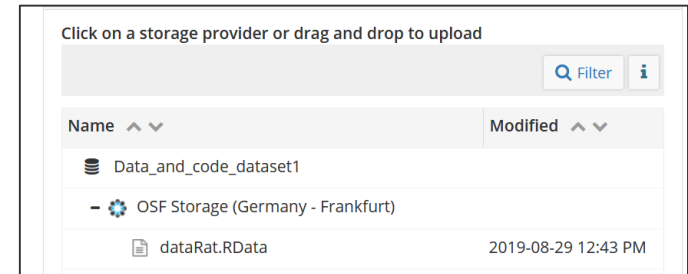 Click on a storage provider or drag and drop to upload
Filter i
Name Modified
Data_and_code_dataset1
OSF Storage (Germany - Frankfurt)
dataRat.RData 2019-08-29 12:43 PM